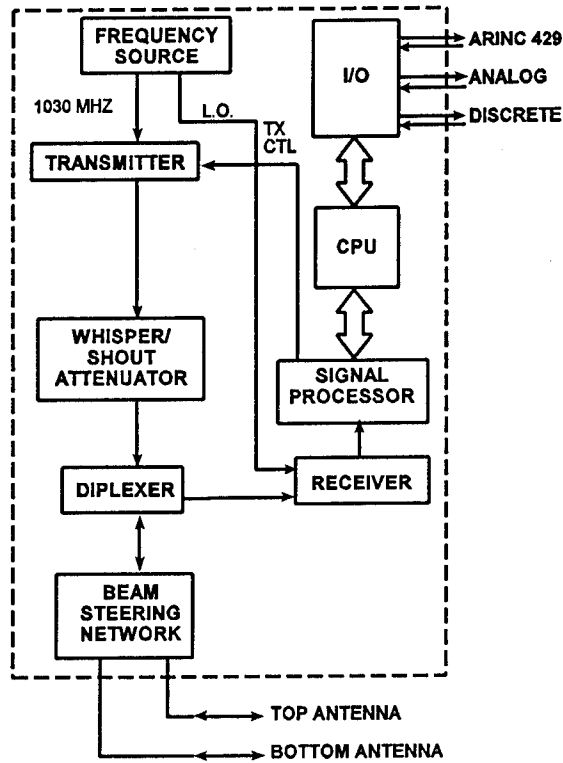 FREQUENCY
SOURCE
I/O
ARINC 429
ANALOG
DISCRETE
1030 MHZ
L.O.
TX
CTL
TRANSMITTER
CPU
WHISPER/
SHOUT
ATTENUATOR
SIGNAL
PROCESSOR
DIPLEXER
RECEIVER
BEAM
STEERING
NETWORK
TOP ANTENNA
BOTTOM ANTENNA